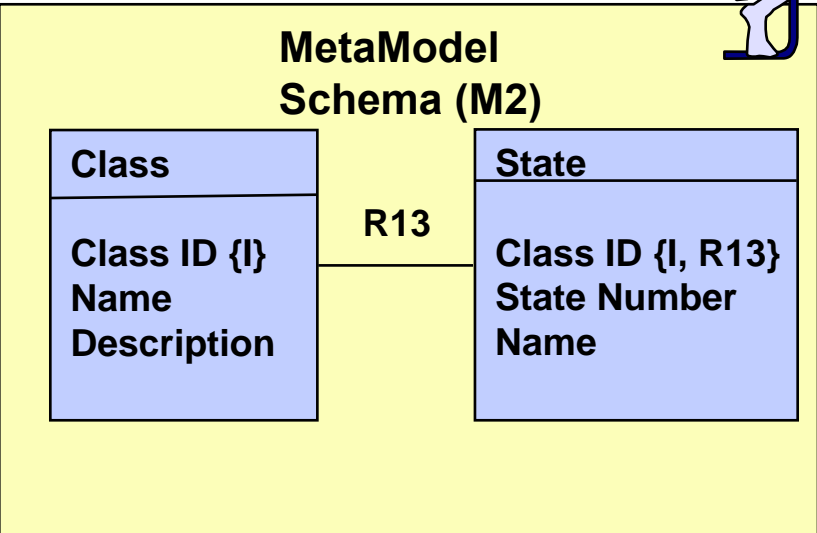 MetaModel
Schema (M2)
Class
Class ID {I}
Name
Description
R13
State
Class ID {I, R13}
State Number
Name